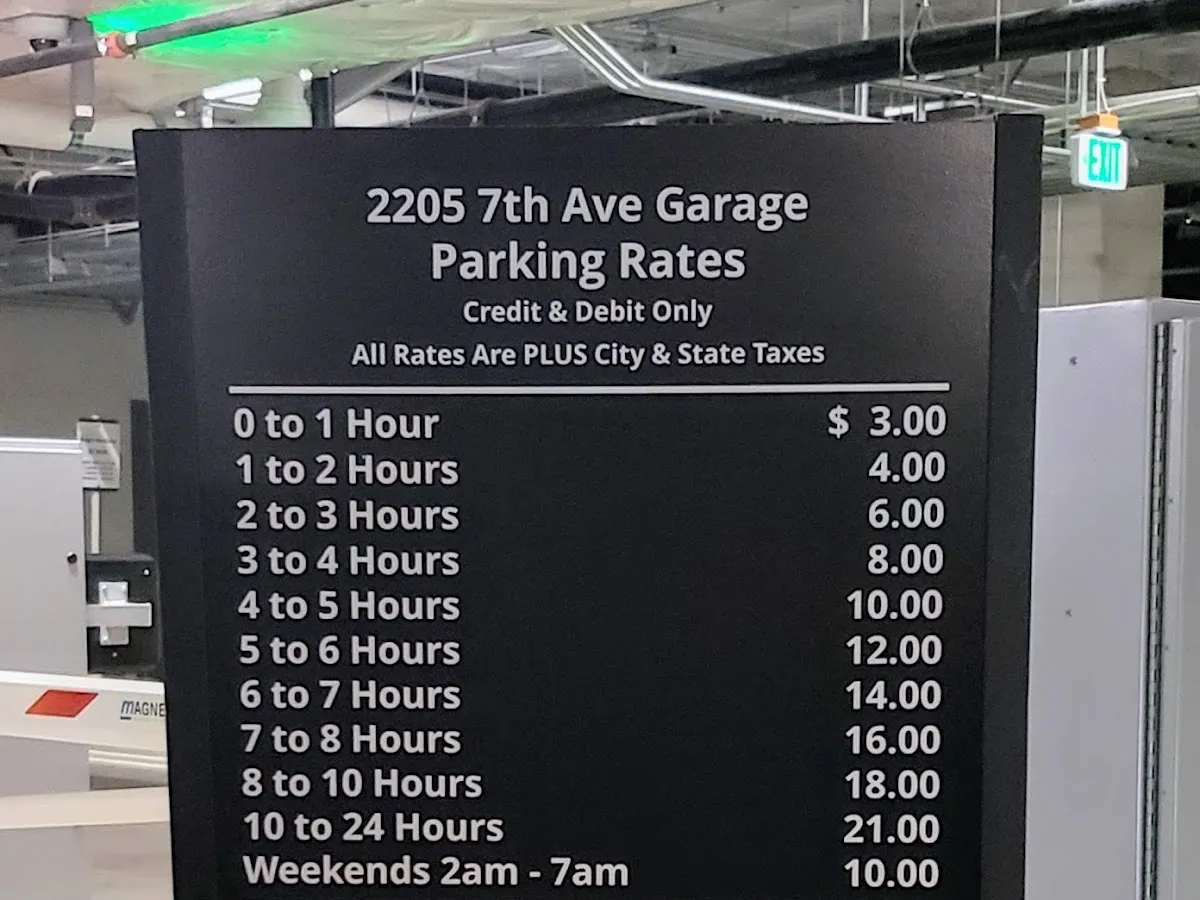 EXIT
2205 7th Ave Garage
Parking Rates
Credit & Debit Only
All Rates Are PLUS City & State Taxes
0 to 1 Hour $ 3.00
1 to 2 Hours 4.00
2 to 3 Hours 6.00
3 to 4 Hours 8.00
4 to 5 Hours 10.00
5 to 6 Hours 12.00
6 to 7 Hours 14.00
7 to 8 Hours 16.00
8 to 10 Hours 18.00
10 to 24 Hours 21.00
Weekends 2am - 7am 10.00
MAGNE